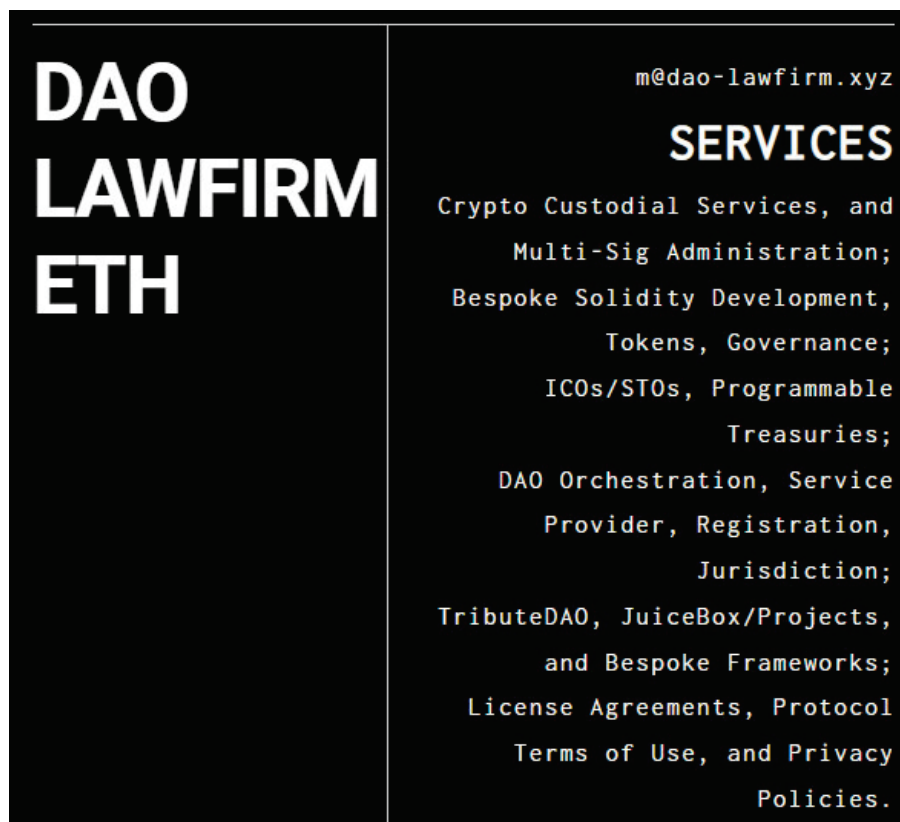 DAO
LAWFIRM
ETH
m@dao-lawfirm.xyz
SERVICES
Crypto Custodial Services, and
Multi-Sig Administration;
Bespoke Solidity Development,
Tokens, Governance;
ICOs/STOs, Programmable
Treasuries;
DAO Orchestration, Service
Provider, Registration,
Jurisdiction;
TributeDAO, JuiceBox/Projects,
and Bespoke Frameworks;
License Agreements, Protocol
Terms of Use, and Privacy
Policies.